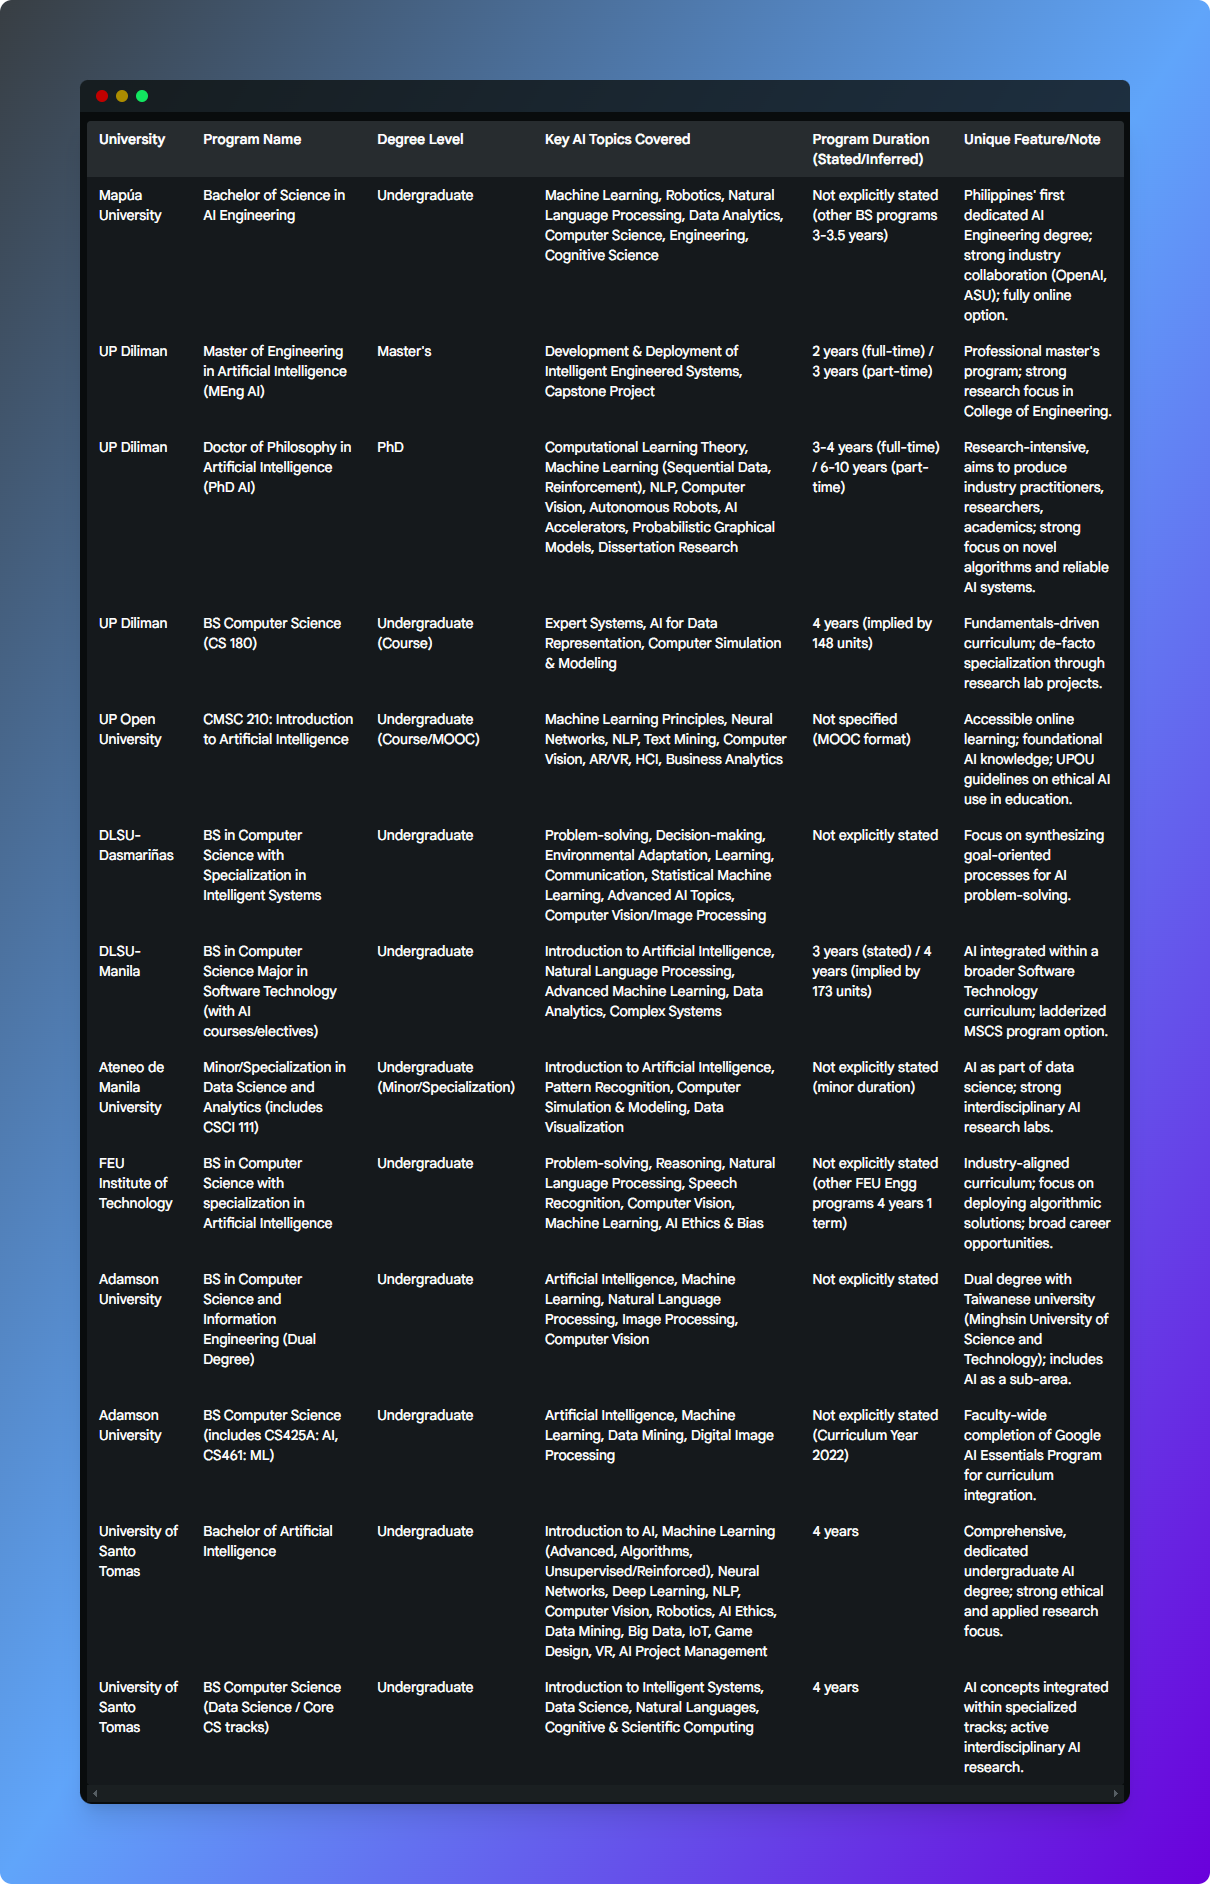 University Program Name Degree Level Key AI Topics Covered Program Duration Unique Feature/Note
(Stated/Inferred)
Mapúa Bachelor of Science in Undergraduate Machine Learning, Robotics, Natural Not explicitly stated Philippines' first
University AI Engineering Language Processing, Data Analytics, (other BS programs dedicated AI
Computer Science, Engineering, 3-3.5 years) Engineering degree;
Cognitive Science strong industry
collaboration (OpenAI,
ASU); fully online
option.
UP Diliman Master of Engineering Master's Development & Deployment of 2 years (full-time) / Professional master's
in Artificial Intelligence Intelligent Engineered Systems, 3 years (part-time) program; strong
(MEng AI) Capstone Project research focus in
College of Engineering.
UP Diliman Doctor of Philosophy in PhD Computational Learning Theory, 3-4 years (full-time) Research-intensive,
Artificial Intelligence Machine Learning (Sequential Data, / 6-10 years (part- aims to produce
(PhD AI) Reinforcement), NLP, Computer time) industry practitioners,
Vision, Autonomous Robots, AI researchers,
Accelerators, Probabilistic Graphical academics; strong
Models, Dissertation Research focus on novel
algorithms and reliable
AI systems.
UP Diliman BS Computer Science Undergraduate Expert Systems, AI for Data 4 years (implied by Fundamentals-driven
(CS 180) (Course) Representation, Computer Simulation 148 units) curriculum; de-facto
& Modeling specialization through
research lab projects.
UP Open CMSC 210: Introduction Undergraduate Machine Learning Principles, Neural Not specified Accessible online
University to Artificial Intelligence (Course/MOOC) Networks, NLP, Text Mining, Computer (MOOC format) learning; foundational
Vision, AR/VR, HCI, Business Analytics AI knowledge; UPOU
guidelines on ethical AI
use in education.
DLSU- BS in Computer Undergraduate Problem-solving, Decision-making, Not explicitly stated Focus on synthesizing
Dasmariñas Science with Environmental Adaptation, Learning, goal-oriented
Specialization in Communication, Statistical Machine processes for AI
Intelligent Systems Learning, Advanced AI Topics, problem-solving.
Computer Vision/Image Processing
DLSU- BS in Computer Undergraduate Introduction to Artificial Intelligence, 3 years (stated) / 4 AI integrated within a
Manila Science Major in Natural Language Processing, years (implied by broader Software
Software Technology Advanced Machine Learning, Data 173 units) Technology
(with AI Analytics, Complex Systems curriculum; ladderized
courses/electives) MSCS program option.
Ateneo de Minor/Specialization in Undergraduate Introduction to Artificial Intelligence, Not explicitly stated AI as part of data
Manila Data Science and (Minor/Specialization) Pattern Recognition, Computer (minor duration) science; strong
University Analytics (includes Simulation & Modeling, Data interdisciplinary AI
CSCI 111) Visualization research labs.
FEU BS in Computer Undergraduate Problem-solving, Reasoning, Natural Not explicitly stated Industry-aligned
Institute of Science with Language Processing, Speech (other FEU Engg curriculum; focus on
Technology specialization in Recognition, Computer Vision, programs 4 years 1 deploying algorithmic
Artificial Intelligence Machine Learning, AI Ethics & Bias term) solutions; broad career
opportunities.
Adamson BS in Computer Undergraduate Artificial Intelligence, Machine Not explicitly stated Dual degree with
University Science and Learning, Natural Language Taiwanese university
Information Processing, Image Processing, (Minghsin University of
Engineering (Dual Computer Vision Science and
Degree) Technology); includes
AI as a sub-area.
Adamson BS Computer Science Undergraduate Artificial Intelligence, Machine Not explicitly stated Faculty-wide
University (includes CS425A: AI, Learning, Data Mining, Digital Image (Curriculum Year completion of Google
CS461: ML) Processing 2022) AI Essentials Program
for curriculum
integration.
University of Bachelor of Artificial Undergraduate Introduction to AI, Machine Learning 4 years Comprehensive,
Santo Intelligence (Advanced, Algorithms, dedicated
Tomas Unsupervised/Reinforced), Neural undergraduate AI
Networks, Deep Learning, NLP, degree; strong ethical
Computer Vision, Robotics, AI Ethics, and applied research
Data Mining, Big Data, IoT, Game focus.
Design, VR, AI Project Management
University of BS Computer Science Undergraduate Introduction to Intelligent Systems, 4 years AI concepts integrated
Santo (Data Science / Core Data Science, Natural Languages, within specialized
Tomas CS tracks) Cognitive & Scientific Computing tracks; active
interdisciplinary AI
research.